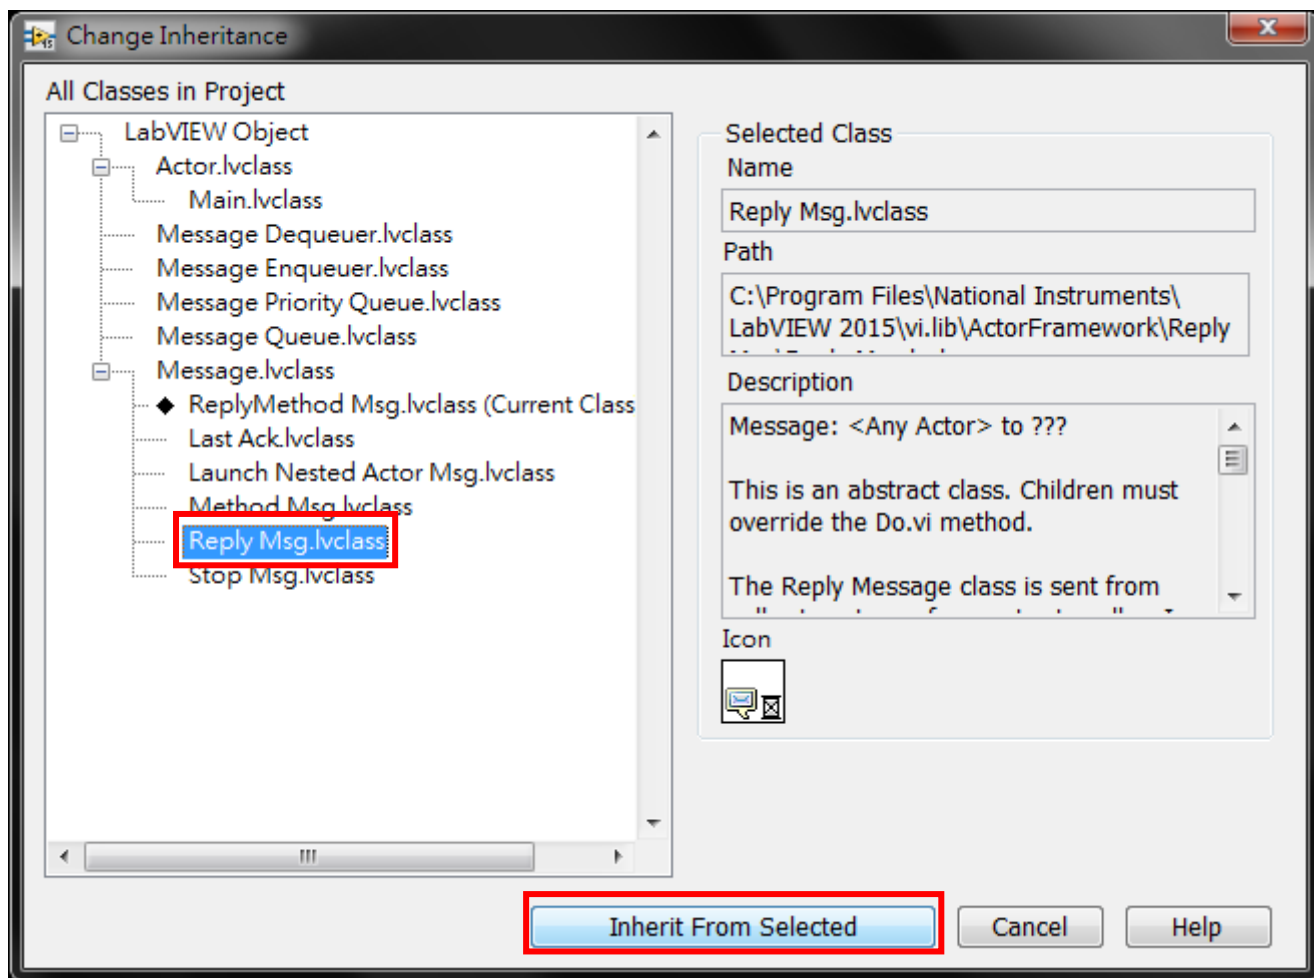 Change Inheritance
All Classes in Project
LabVIEW Object
Actor.lvclass
Main.lvclass
Message Dequeuer.lvclass
Message Enqueuer.lvclass
Message Priority Queue.lvclass
Message Queue.lvclass
Message.lvclass
◆ ReplyMethod Msg.lvclass (Current Class
Last Ack.lvclass
Launch Nested Actor Msg.lvclass
Method Msg.lvclass
Reply Msg.lvclass
Stop Msg.lvclass
Selected Class
Name
Reply Msg.lvclass
Path
C:\Program Files\National Instruments\
LabVIEW 2015\vi.lib\ActorFramework\Reply
Description
Message: <Any Actor> to ???
This is an abstract class. Children must
override the Do.vi method.
The Reply Message class is sent from
Icon
Inherit From Selected
Cancel
Help